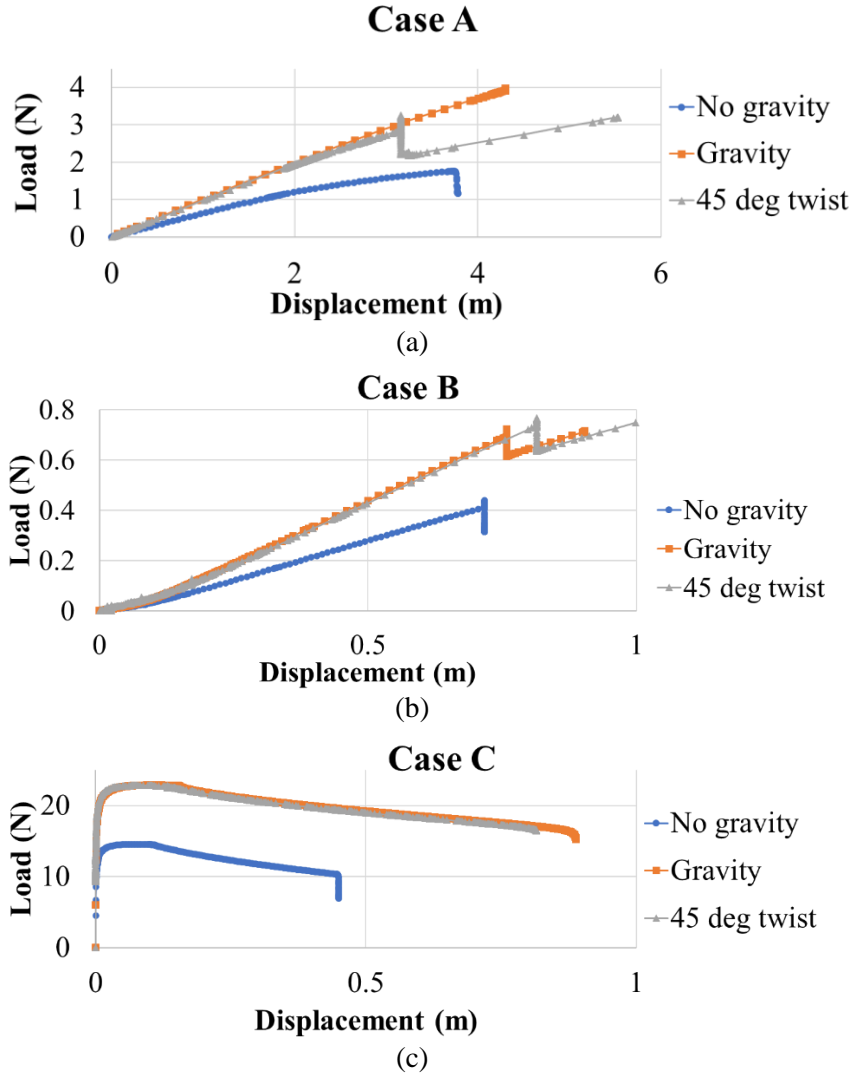 Case A
Load (N)
4
3
2
1
0
0 2 4 6
Displacement (m)
No gravity
Gravity
45 deg twist
(a)
Case B
Load (N)
0.8
0.6
0.4
0.2
0
0 0.5 1
Displacement (m)
No gravity
Gravity
45 deg twist
(b)
Case C
Load (N)
20
10
0
0 0.5 1
Displacement (m)
No gravity
Gravity
45 deg twist
(c)